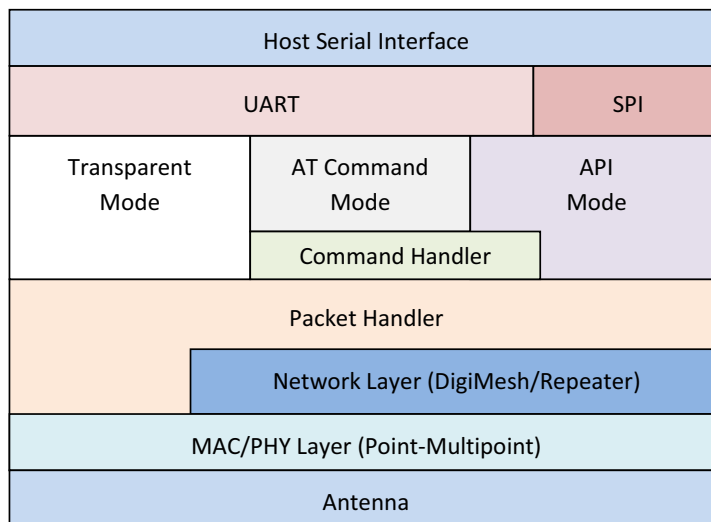 Host Serial Interface
UART
SPI
Transparent
Mode
AT Command
Mode
API
Mode
Command Handler
Packet Handler
Network Layer (DigiMesh/Repeater)
MAC/PHY Layer (Point-Multipoint)
Antenna